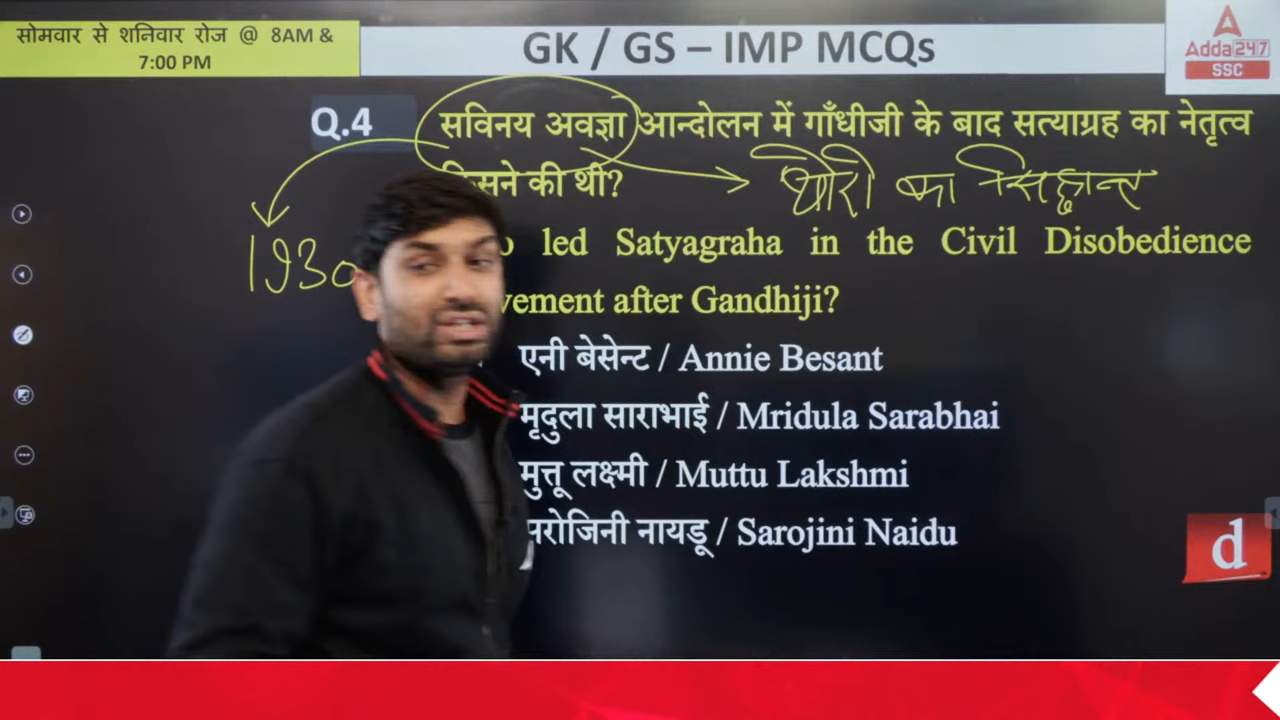 सोमवार से शनिवार रोज @ 8AM &
7:00 PM
GK / GS – IMP MCQs
Adda247
SSC
Q.4
सविनय अवज्ञा आन्दोलन में गाँधीजी के बाद सत्याग्रह का नेतृत्व
ने की थी?
थोरो का सिद्धान्त
led Satyagraha in the Civil Disobedience
1930
after Gandhiji?
एनी बेसेन्ट / Annie Besant
मृदुला साराभाई / Mridula Sarabhai
मुत्तू लक्ष्मी / Muttu Lakshmi
सरोजिनी नायडू / Sarojini Naidu
d